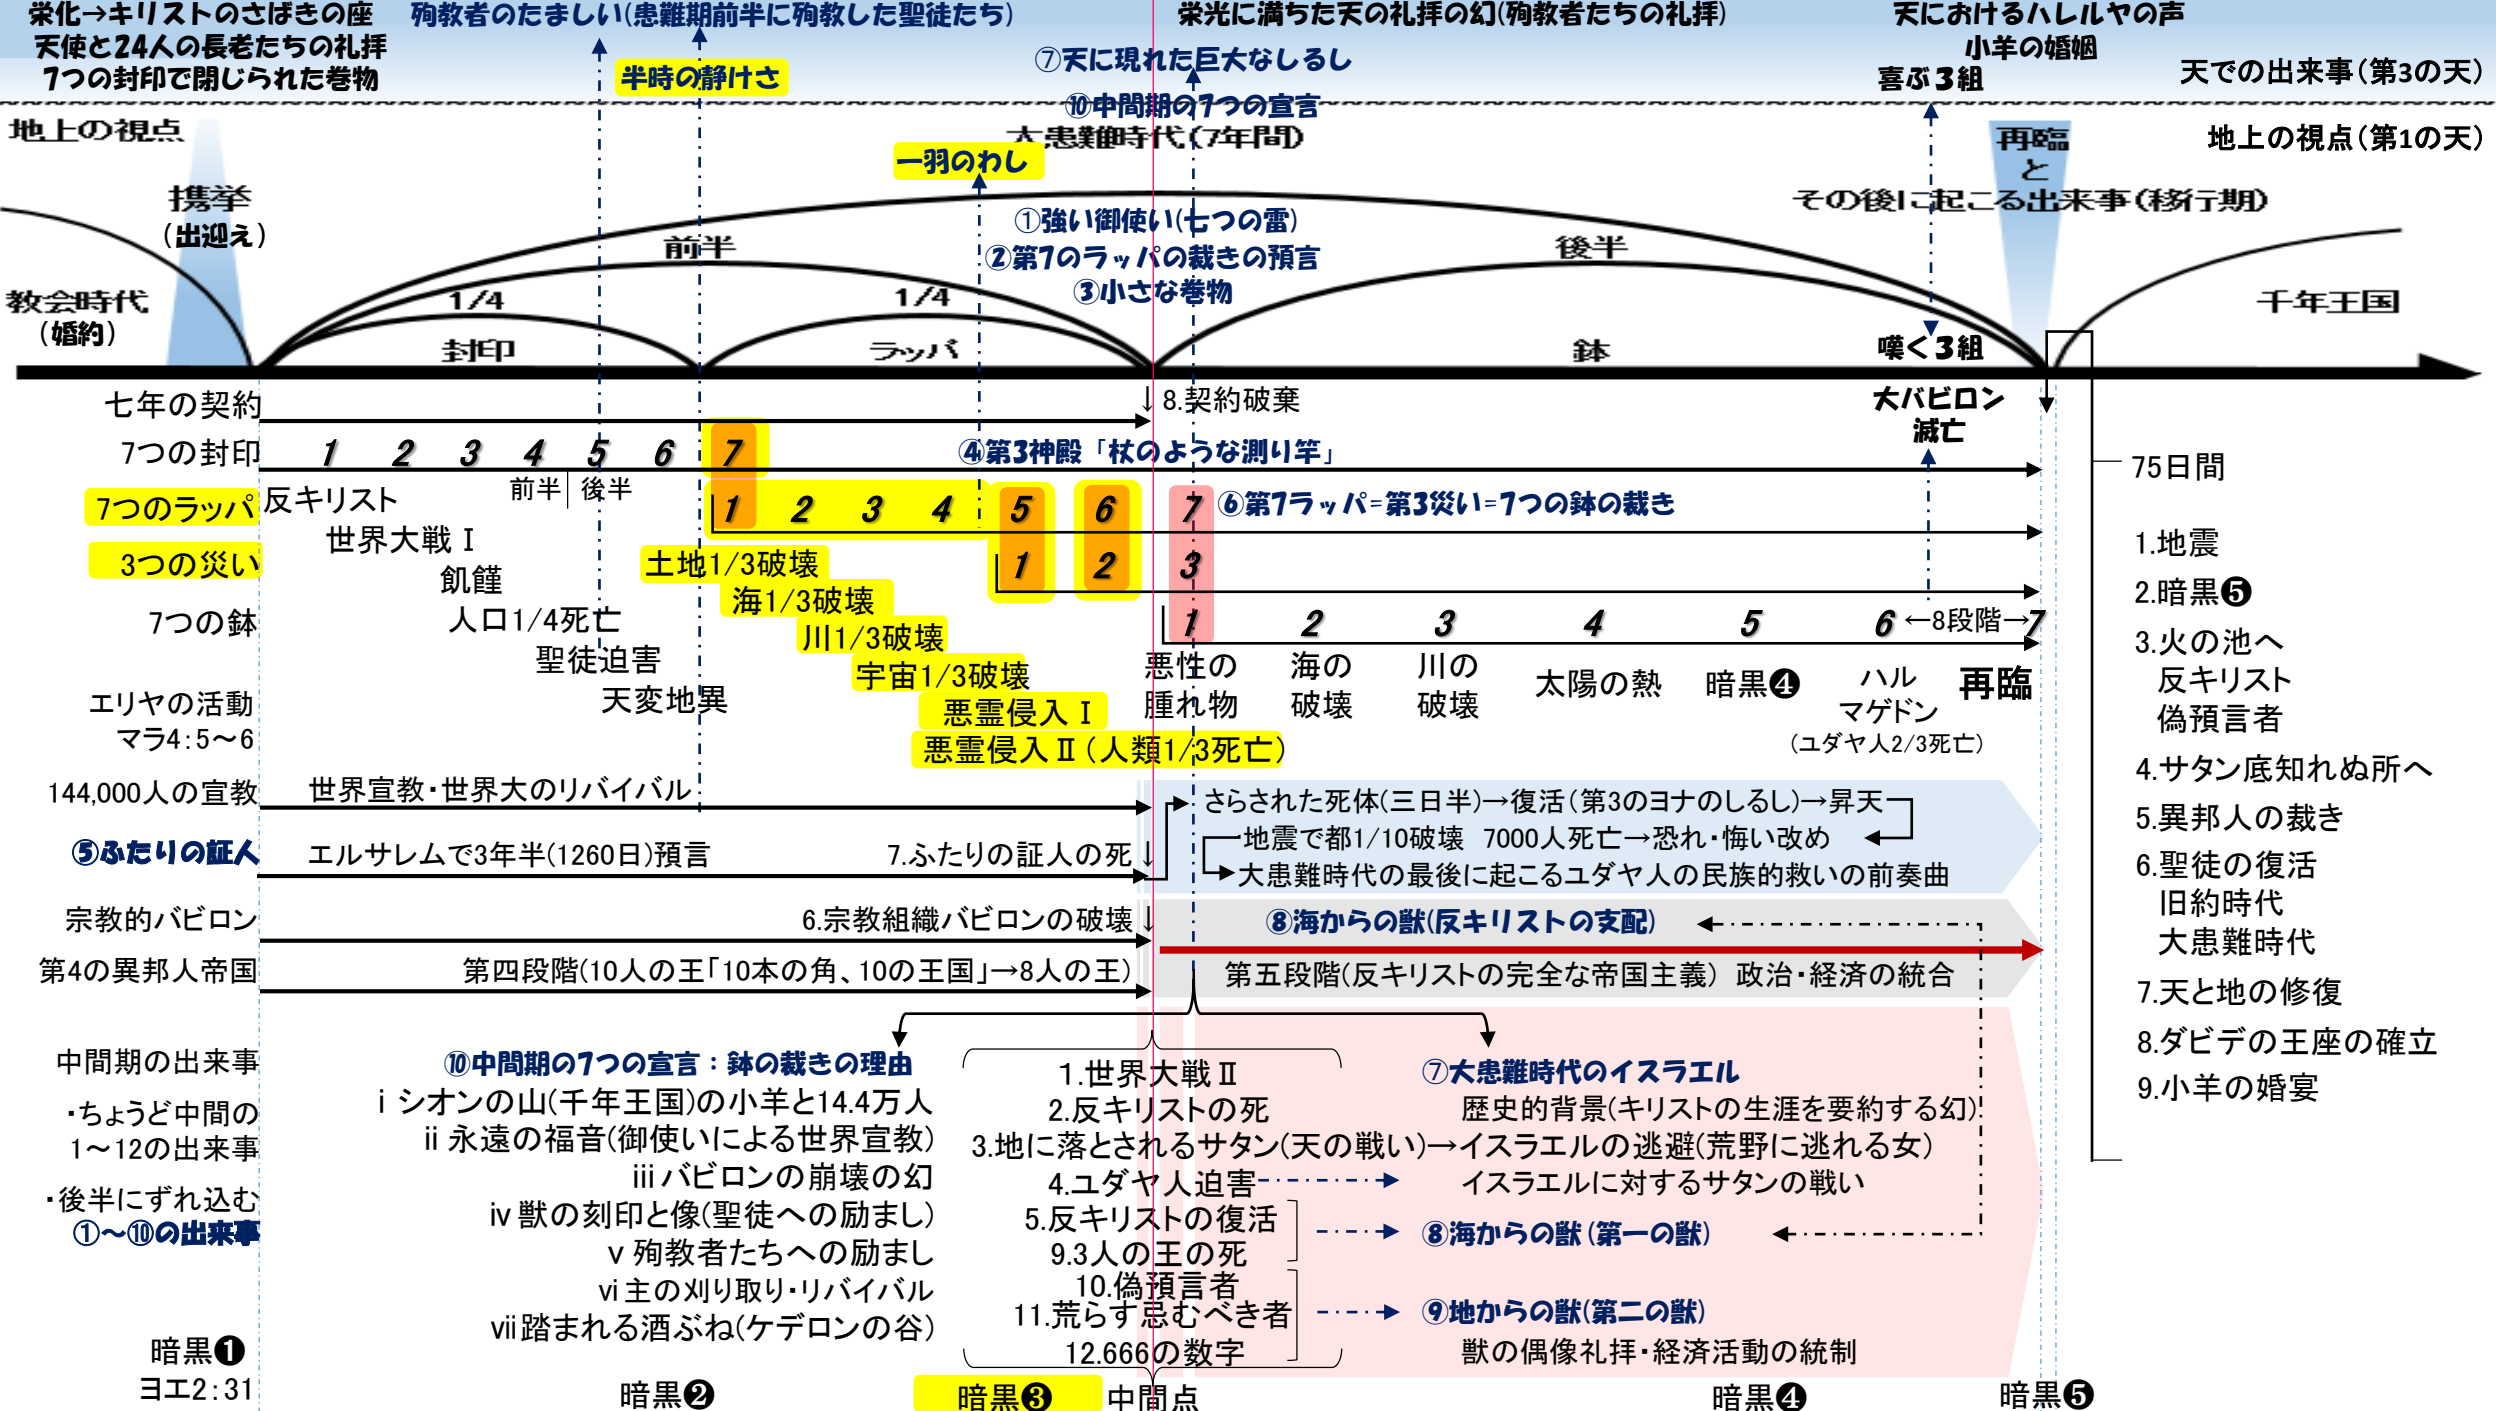 栄化→キリストのさばきの座
天使と24人の長老たちの礼拝
7つの封印で閉じられた巻物
殉教者のたましい(患難期前半に殉教した聖徒たち)
半時の静けさ
栄光に満ちた天の礼拝の幻(殉教者たちの礼拝)
⑦天に現れた巨大なしるし
⑩中間期の7つの宣言
天におけるハレルヤの声
小羊の婚姻
喜ぶ3組
天での出来事(第3の天)
地上の視点
大患難時代(7年間)
地上の視点(第1の天)
一羽のわし
再臨
と
その後に起こる出来事(移行期)
携挙
(出迎え)
①強い御使い(七つの雷)
②第7のラッパの裁きの預言
③小さな巻物
前半
後半
教会時代
(婚約)
1/4
1/4
千年王国
封印
ラッパ
鉢
嘆く3組
七年の契約
↓8.契約破棄
大バビロン
滅亡
7つの封印
1 2 3 4 5 6 7
④第3神殿「杖のような測り竿」
75日間
前半
後半
7つのラッパ
1 2 3 4 5 6 7
⑥第7ラッパ=第3災い=7つの鉢の裁き
3つの災い
1 2 3
7つの鉢
1 2 3 4 5 6 ←8段階→7
反キリスト
世界大戦Ⅰ
飢饉
人口1/4死亡
聖徒迫害
天変地異
土地1/3破壊
海1/3破壊
川1/3破壊
宇宙1/3破壊
悪霊侵入Ⅰ
悪霊侵入Ⅱ(人類1/3死亡)
悪性の
腫れ物
海の
破壊
川の
破壊
太陽の熱
暗黒❹
ハル
マゲドン
(ユダヤ人2/3死亡)
再臨
1.地震
2.暗黒❺
3.火の池へ
反キリスト
偽預言者
4.サタン底知れぬ所へ
5.異邦人の裁き
6.聖徒の復活
旧約時代
大患難時代
7.天と地の修復
8.ダビデの王座の確立
9.小羊の婚宴
エリヤの活動
マラ4:5～6
144,000人の宣教
世界宣教・世界大のリバイバル
さらされた死体(三日半)→復活(第3のヨナのしるし)→昇天
地震で都1/10破壊 7000人死亡→恐れ・悔い改め
大患難時代の最後に起こるユダヤ人の民族的救いの前奏曲
⑤ふたりの証人
エルサレムで3年半(1260日)預言
7.ふたりの証人の死↓
宗教的バビロン
6.宗教組織バビロンの破壊↓
⑧海からの獣(反キリストの支配)
第4の異邦人帝国
第四段階(10人の王「10本の角、10の王国」→8人の王)
第五段階(反キリストの完全な帝国主義) 政治・経済の統合
中間期の出来事
・ちょうど中間の
1～12の出来事
・後半にずれ込む
①～⑩の出来事
⑩中間期の7つの宣言：鉢の裁きの理由
ⅰシオンの山(千年王国)の小羊と14.4万人
ⅱ永遠の福音(御使いによる世界宣教)
ⅲバビロンの崩壊の幻
ⅳ獣の刻印と像(聖徒への励まし)
ⅴ殉教者たちへの励まし
ⅵ主の刈り取り・リバイバル
ⅶ踏まれる酒ぶね(ケデロンの谷)
1.世界大戦Ⅱ
2.反キリストの死
3.地に落とされるサタン(天の戦い)→イスラエルの逃避(荒野に逃れる女)
4.ユダヤ人迫害
5.反キリストの復活
9.3人の王の死
10.偽預言者
11.荒らす忌むべき者
12.666の数字
⑦大患難時代のイスラエル
歴史的背景(キリストの生涯を要約する幻)
イスラエルに対するサタンの戦い
⑧海からの獣(第一の獣)
⑨地からの獣(第二の獣)
獣の偶像礼拝・経済活動の統制
暗黒❶
ヨエ2:31
暗黒❷
暗黒❸
中間点
暗黒❹
暗黒❺